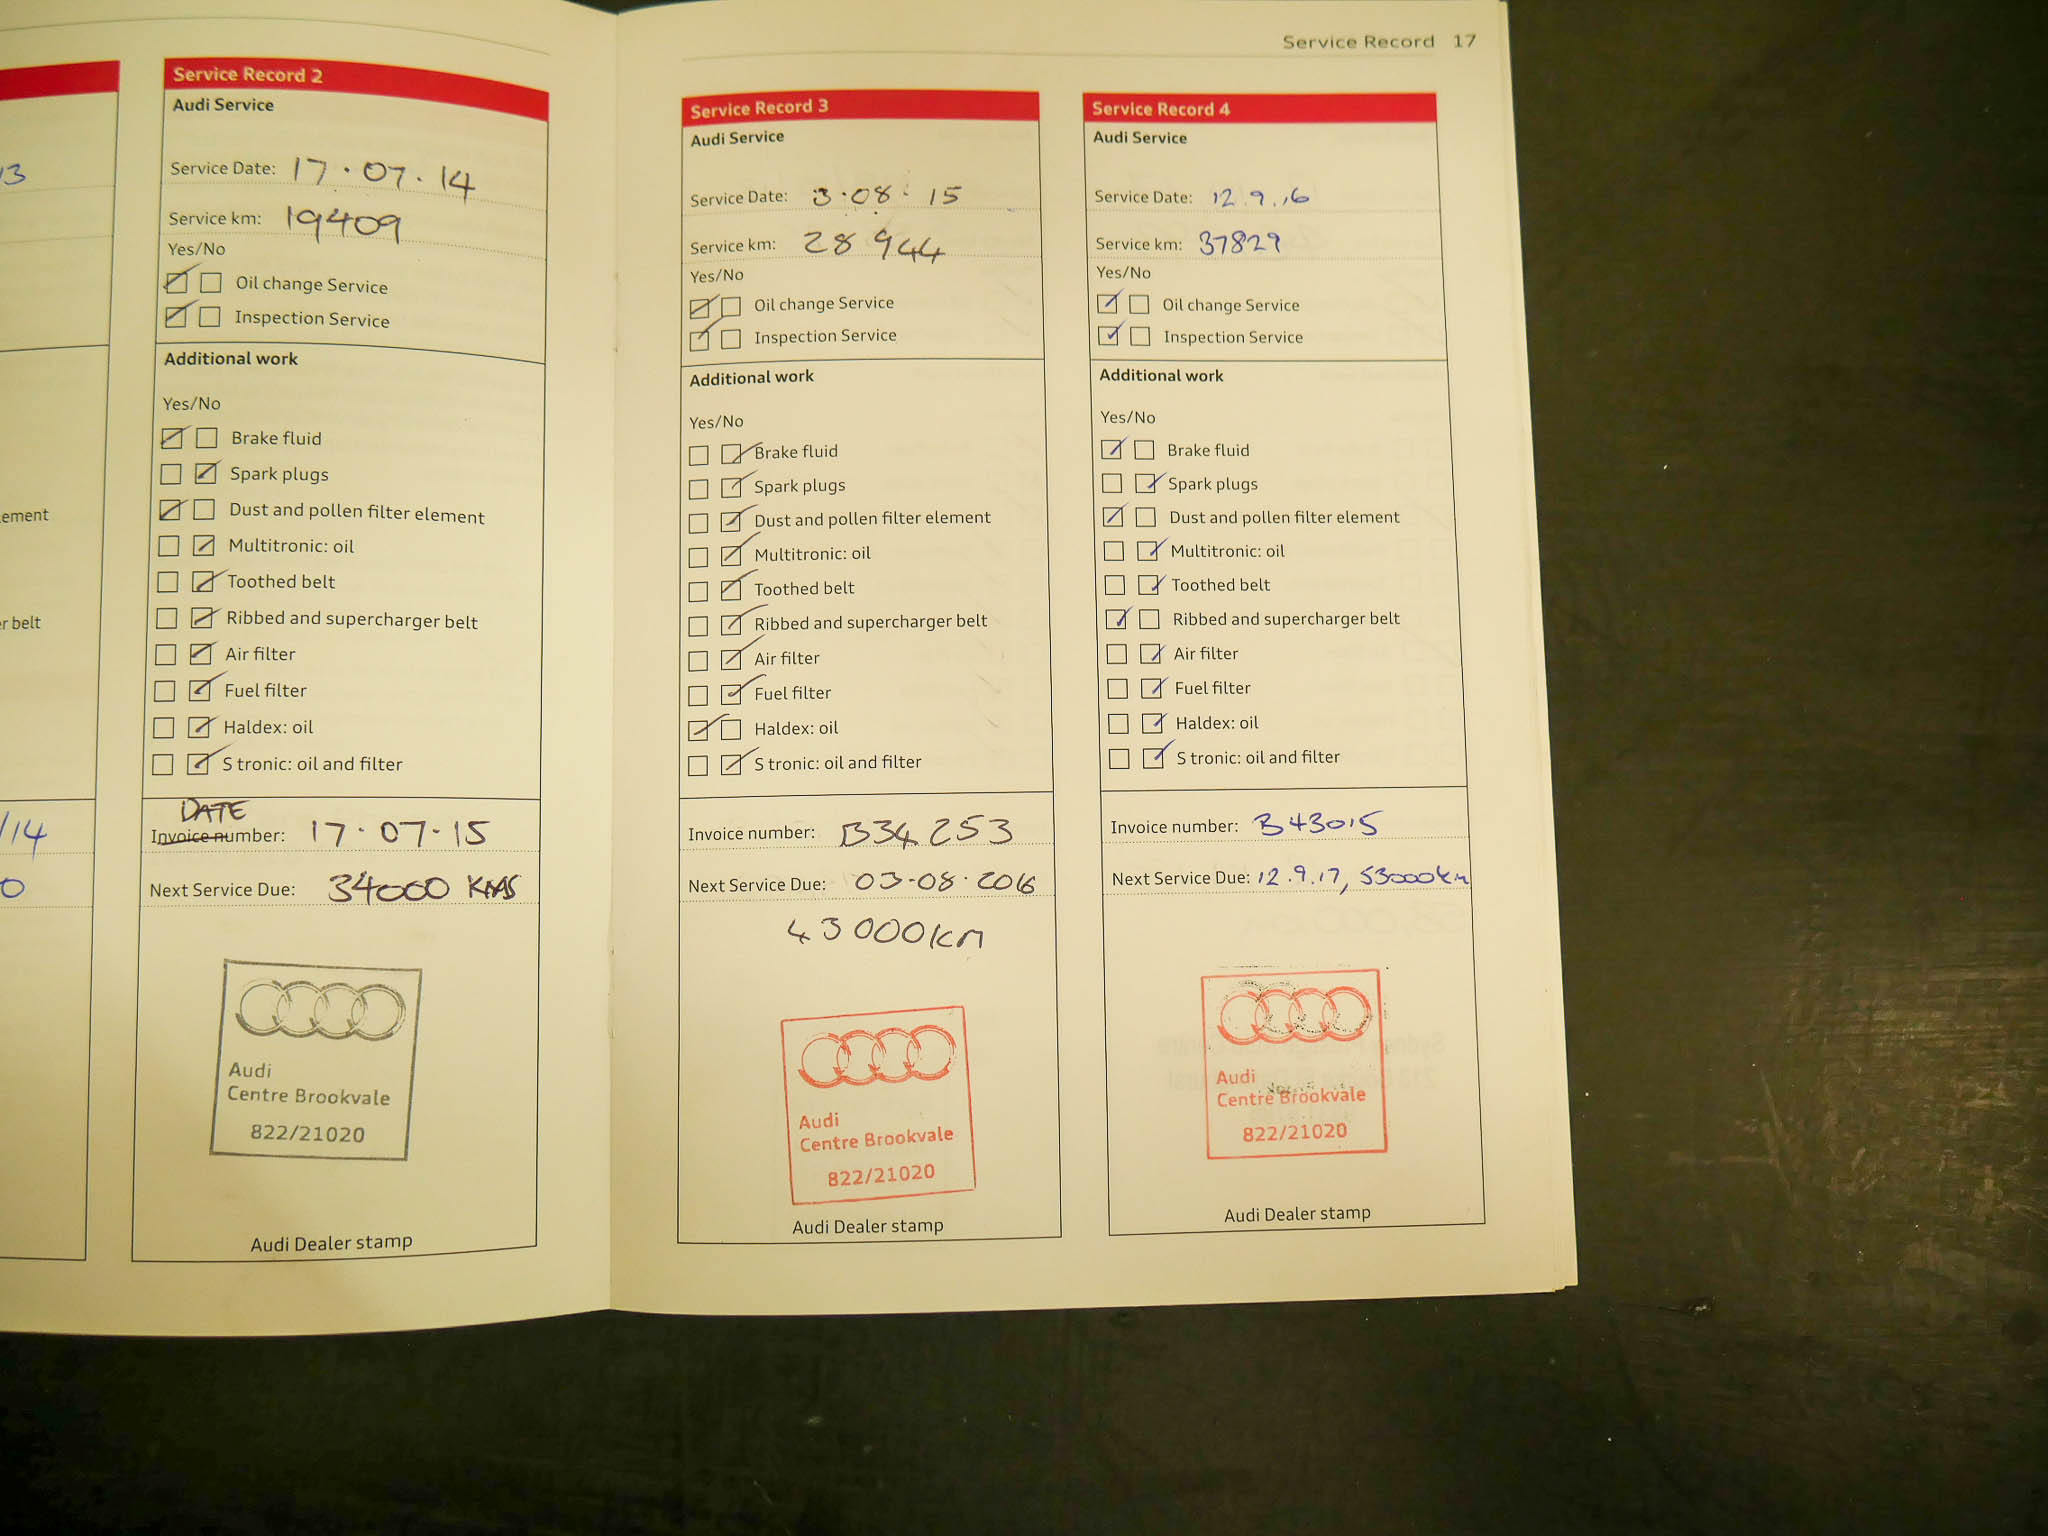 Service Record 17
13
ement
r belt
/14
0
Service Record 2
Audi Service
Service Date: 17.07.14
Service km: 19409
Yes/No
Oil change Service
Inspection Service
Additional work
Yes/No
Brake fluid
Spark plugs
Dust and pollen filter element
Multitronic: oil
Toothed belt
Ribbed and supercharger belt
Air filter
Fuel filter
Haldex: oil
S tronic: oil and filter
DATE
Invoice number: 17.07.15
Next Service Due: 34000 KMS
Audi
Centre Brookvale
822/21020
Audi Dealer stamp
Service Record 3
Audi Service
Service Date: 3.08.15
Service km: 28944
Yes/No
Oil change Service
Inspection Service
Additional work
Yes/No
Brake fluid
Spark plugs
Dust and pollen filter element
Multitronic: oil
Toothed belt
Ribbed and supercharger belt
Air filter
Fuel filter
Haldex: oil
S tronic: oil and filter
Invoice number: B34253
Next Service Due: 03-08.2016
43000km
Audi
Centre Brookvale
822/21020
Audi Dealer stamp
Service Record 4
Audi Service
Service Date: 12.9.16
Service km: 37829
Yes/No
Oil change Service
Inspection Service
Additional work
Yes/No
Brake fluid
Spark plugs
Dust and pollen filter element
Multitronic: oil
Toothed belt
Ribbed and supercharger belt
Air filter
Fuel filter
Haldex: oil
S tronic: oil and filter
Invoice number: B43015
Next Service Due: 12.9.17, 53000km
Audi
Centre Brookvale
822/21020
Audi Dealer stamp